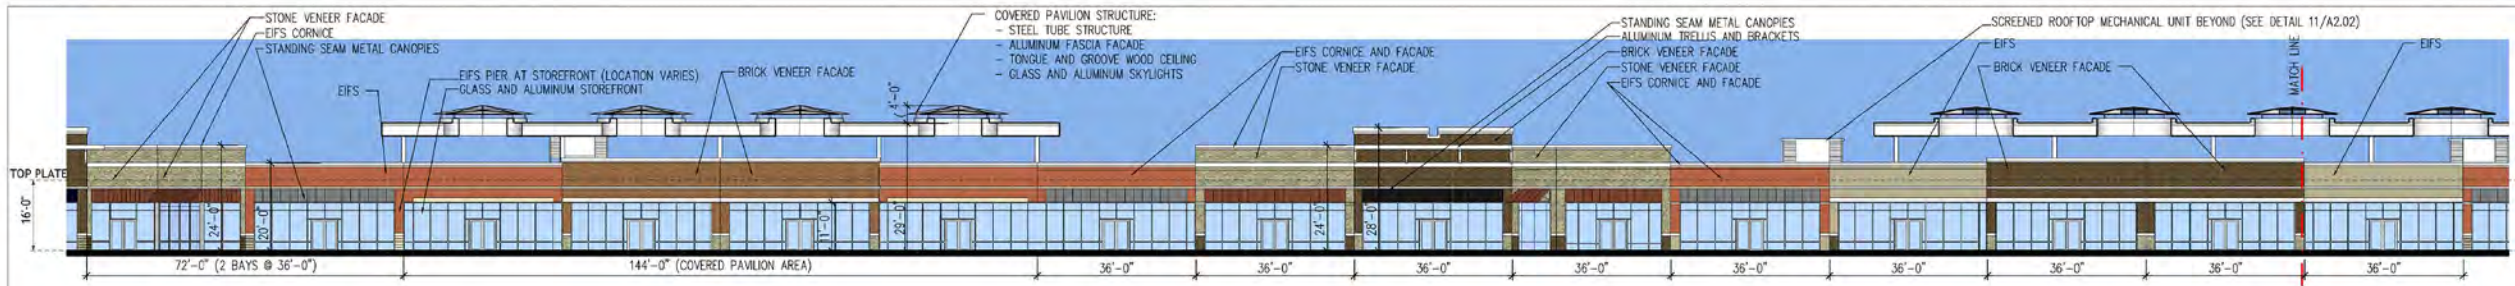 STONE VENEER FACADE
EIFS CORNICE
STANDING SEAM METAL CANOPIES
EIFS PIER AT STOREFRONT (LOCATION VARIES)
GLASS AND ALUMINUM STOREFRONT
EIFS
BRICK VENEER FACADE
COVERED PAVILION STRUCTURE:
- STEEL TUBE STRUCTURE
- ALUMINUM FASCIA FACADE
- TONGUE AND GROOVE WOOD CEILING
- GLASS AND ALUMINUM SKYLIGHTS
EIFS CORNICE AND FACADE
STONE VENEER FACADE
STANDING SEAM METAL CANOPIES
ALUMINUM TRELLIS AND BRACKETS
BRICK VENEER FACADE
STONE VENEER FACADE
EIFS CORNICE AND FACADE
SCREENED ROOFTOP MECHANICAL UNIT BEYOND (SEE DETAIL 11/A2.02)
EIFS
BRICK VENEER FACADE
MATCH LINE
EIFS
TOP PLATE
16'-0"
24'-0"
20'-0"
11'-0"
29'-0"
24'-0"
28'-0"
72'-0" (2 BAYS @ 36'-0")
144'-0" (COVERED PAVILION AREA)
36'-0"
36'-0"
36'-0"
36'-0"
36'-0"
36'-0"
36'-0"
36'-0"
36'-0"